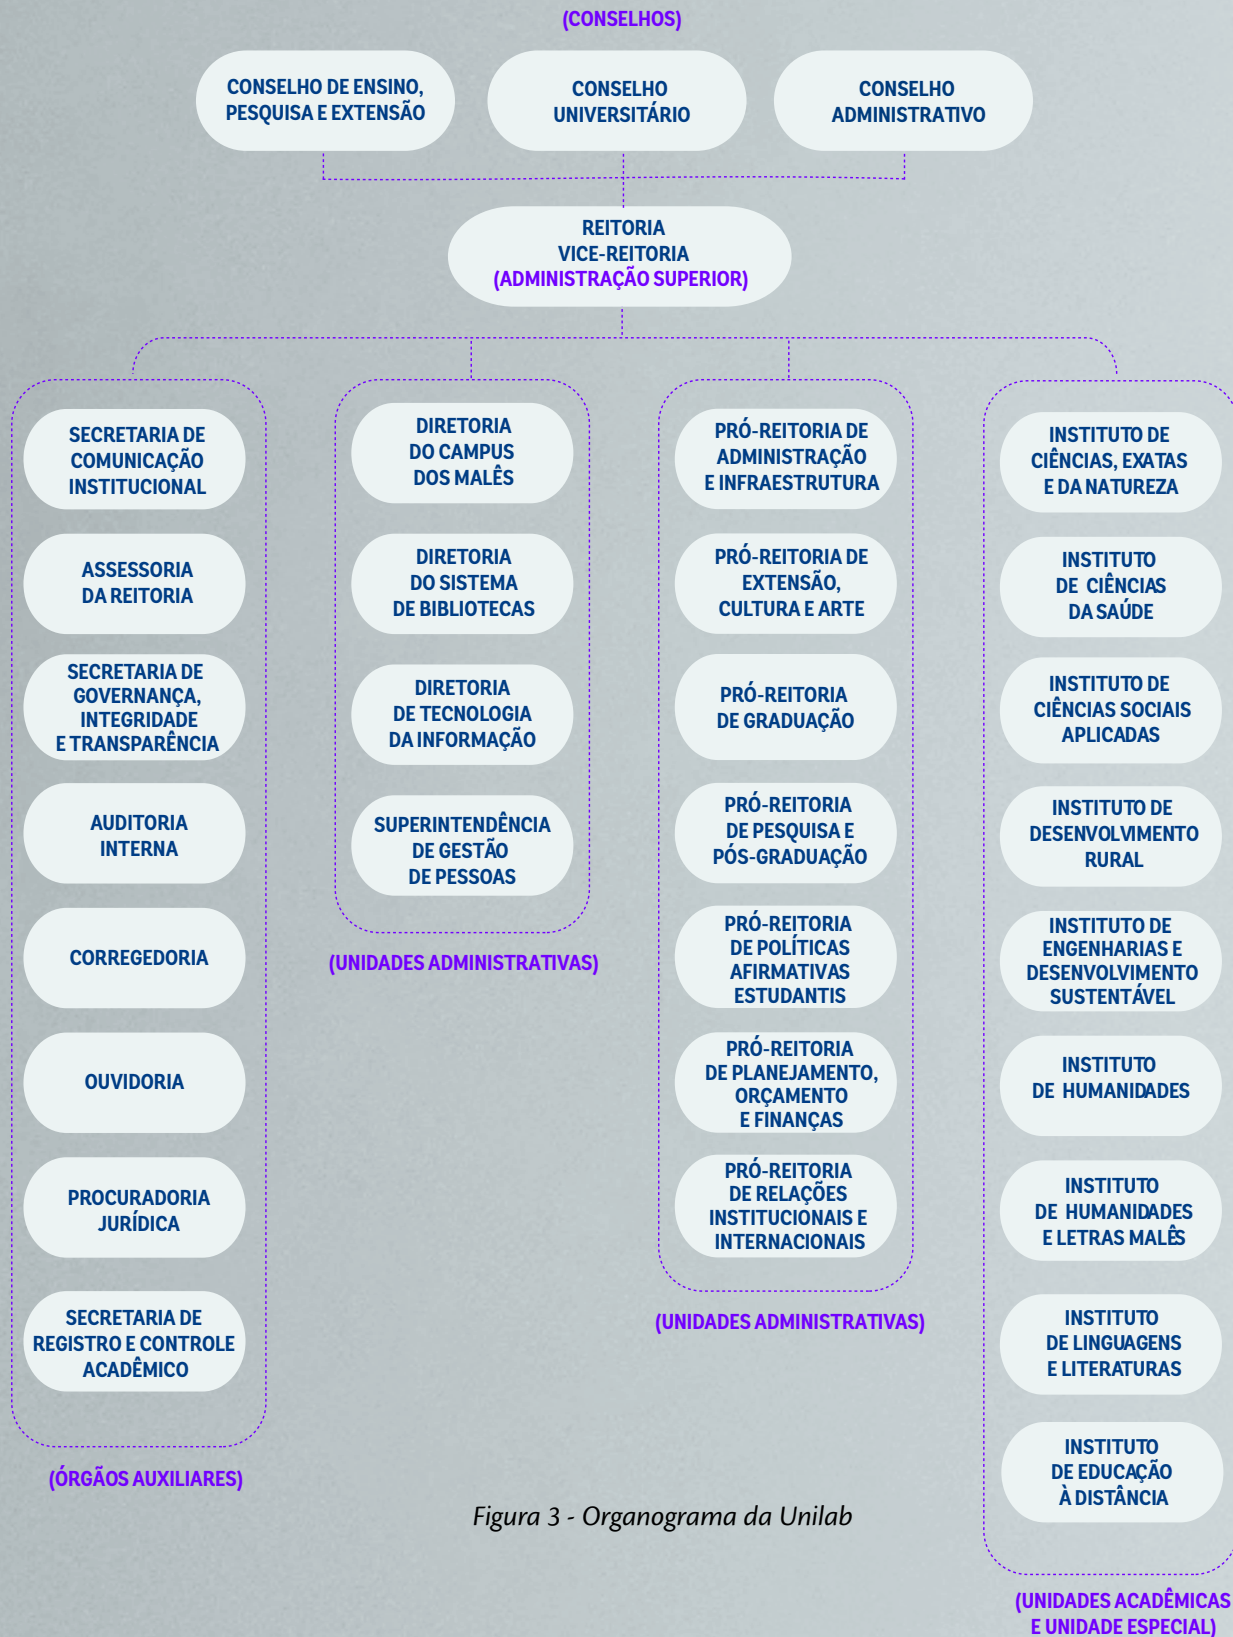 (CONSELHOS)
CONSELHO DE ENSINO,
PESQUISA E EXTENSÃO
CONSELHO
UNIVERSITÁRIO
CONSELHO
ADMINISTRATIVO
REITORIA
VICE-REITORIA
(ADMINISTRAÇÃO SUPERIOR)
SECRETARIA DE
COMUNICAÇÃO
INSTITUCIONAL
ASSESSORIA
DA REITORIA
SECRETARIA DE
GOVERNANÇA,
INTEGRIDADE
E TRANSPARÊNCIA
AUDITORIA
INTERNA
CORREGEDORIA
OUVIDORIA
PROCURADORIA
JURÍDICA
SECRETARIA DE
REGISTRO E CONTROLE
ACADÊMICO
(ÓRGÃOS AUXILIARES)
DIRETORIA
DO CAMPUS
DOS MALÊS
DIRETORIA
DO SISTEMA
DE BIBLIOTECAS
DIRETORIA
DE TECNOLOGIA
DA INFORMAÇÃO
SUPERINTENDÊNCIA
DE GESTÃO
DE PESSOAS
(UNIDADES ADMINISTRATIVAS)
PRÓ-REITORIA DE
ADMINISTRAÇÃO
E INFRAESTRUTURA
PRÓ-REITORIA DE
EXTENSÃO,
CULTURA E ARTE
PRÓ-REITORIA
DE GRADUAÇÃO
PRÓ-REITORIA
DE PESQUISA E
PÓS-GRADUAÇÃO
PRÓ-REITORIA
DE POLÍTICAS
AFIRMATIVAS
ESTUDANTIS
PRÓ-REITORIA
DE PLANEJAMENTO,
ORÇAMENTO
E FINANÇAS
PRÓ-REITORIA
DE RELAÇÕES
INSTITUCIONAIS E
INTERNACIONAIS
(UNIDADES ADMINISTRATIVAS)
INSTITUTO DE
CIÊNCIAS, EXATAS
E DA NATUREZA
INSTITUTO
DE CIÊNCIAS
DA SAÚDE
INSTITUTO DE
CIÊNCIAS SOCIAIS
APLICADAS
INSTITUTO DE
DESENVOLVIMENTO
RURAL
INSTITUTO DE
ENGENHARIAS E
DESENVOLVIMENTO
SUSTENTÁVEL
INSTITUTO
DE HUMANIDADES
INSTITUTO
DE HUMANIDADES
E LETRAS MALÊS
INSTITUTO
DE LINGUAGENS
E LITERATURAS
INSTITUTO
DE EDUCAÇÃO
À DISTÂNCIA
(UNIDADES ACADÊMICAS
E UNIDADE ESPECIAL)
Figura 3 - Organograma da Unilab